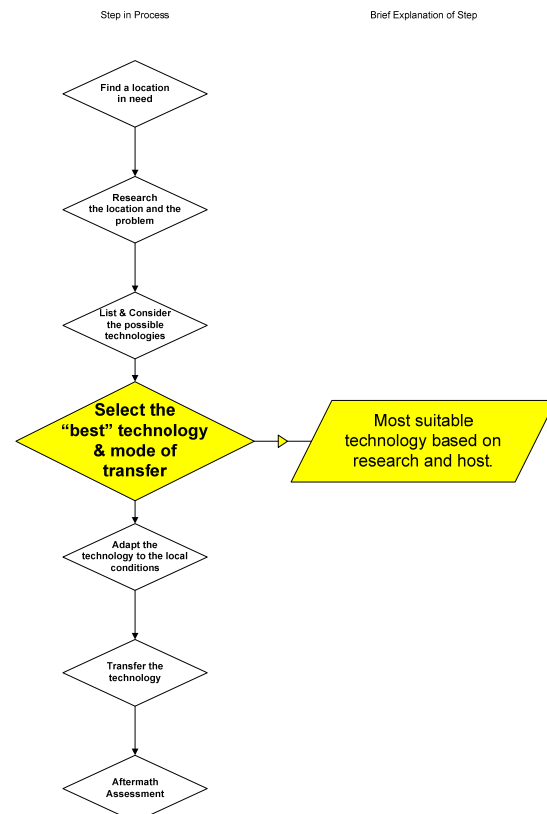 Step in Process
Brief Explanation of Step
Find a location
in need
Research
the location and the
problem
List & Consider
the possible
technologies
Select the
“best” technology
& mode of
transfer
Most suitable
technology based on
research and host.
Adapt the
technology to the local
conditions
Transfer the
technology
Aftermath
Assessment